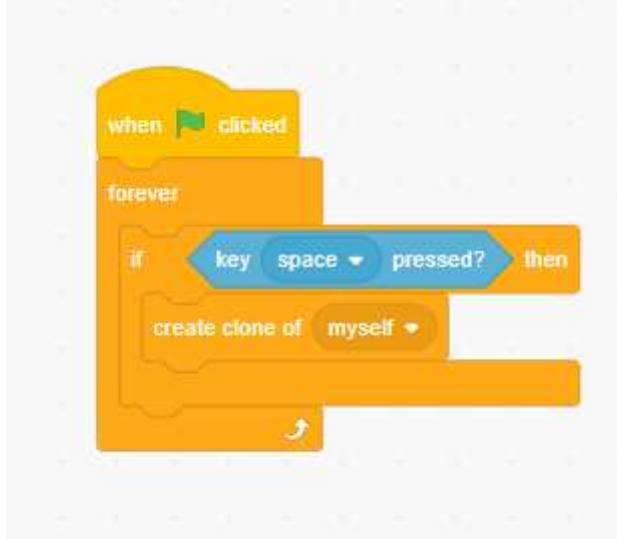 when clicked
forever
if key space pressed? then
create clone of myself